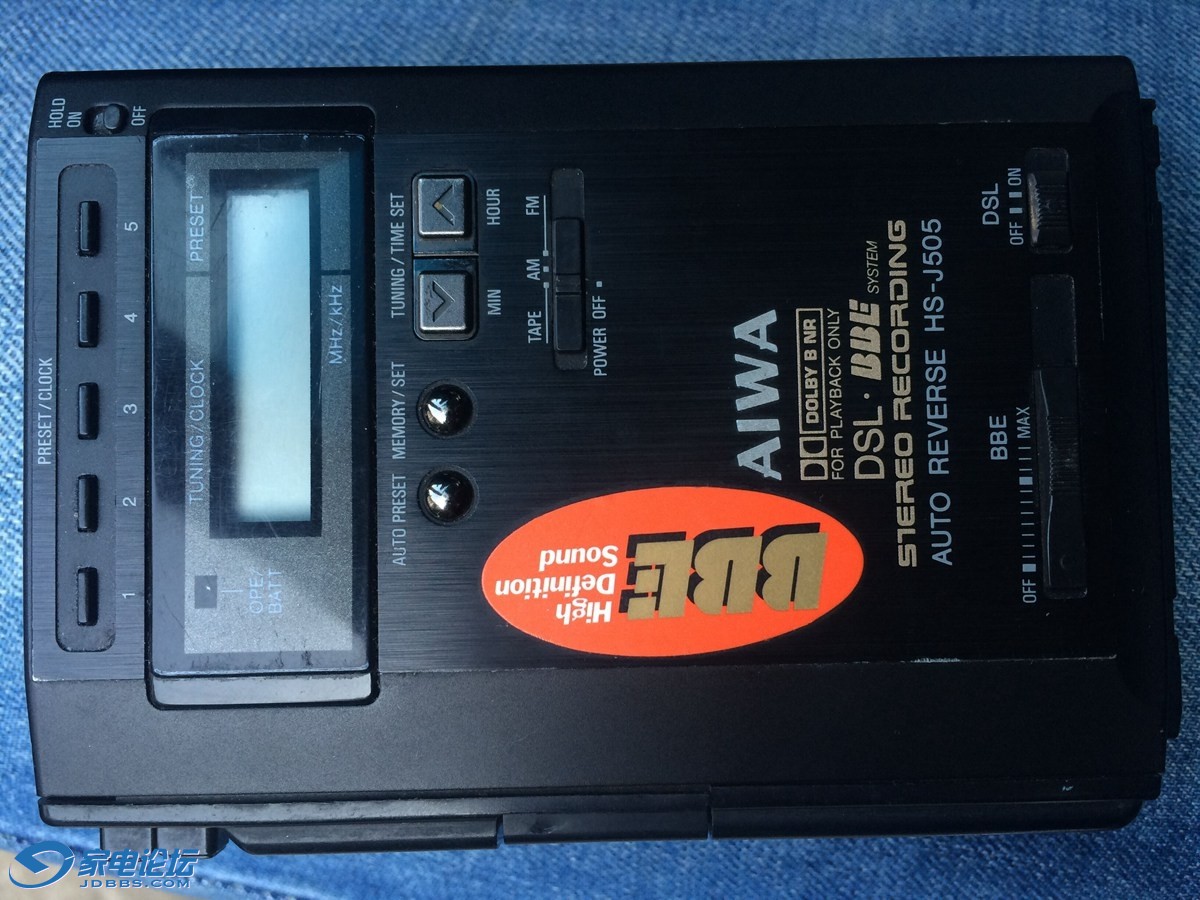 HOLD
ON OFF
PRESET/CLOCK
1 2 3 4 5
TUNING/CLOCK PRESET
MHz/kHz
OPE/
BATT
AUTO PRESET MEMORY/SET TUNING/TIME SET
MIN HOUR
TAPE AM FM
POWER OFF
AIWA
DOLBY B NR
FOR PLAYBACK ONLY
DSL·BBE SYSTEM
STEREO RECORDING
AUTO REVERSE HS-J505
BBE
High
Definition
Sound
BBE
OFF MAX
DSL
OFF ON
家电论坛
JDBBS.COM